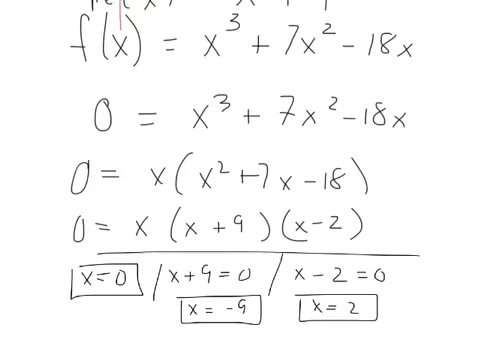 f(x) = x³ + 7x² - 18x
0 = x³ + 7x² - 18x
0 = x(x² + 7x - 18)
0 = x (x + 9)(x - 2)
x = 0 / x + 9 = 0 / x - 2 = 0
x = -9 x = 2